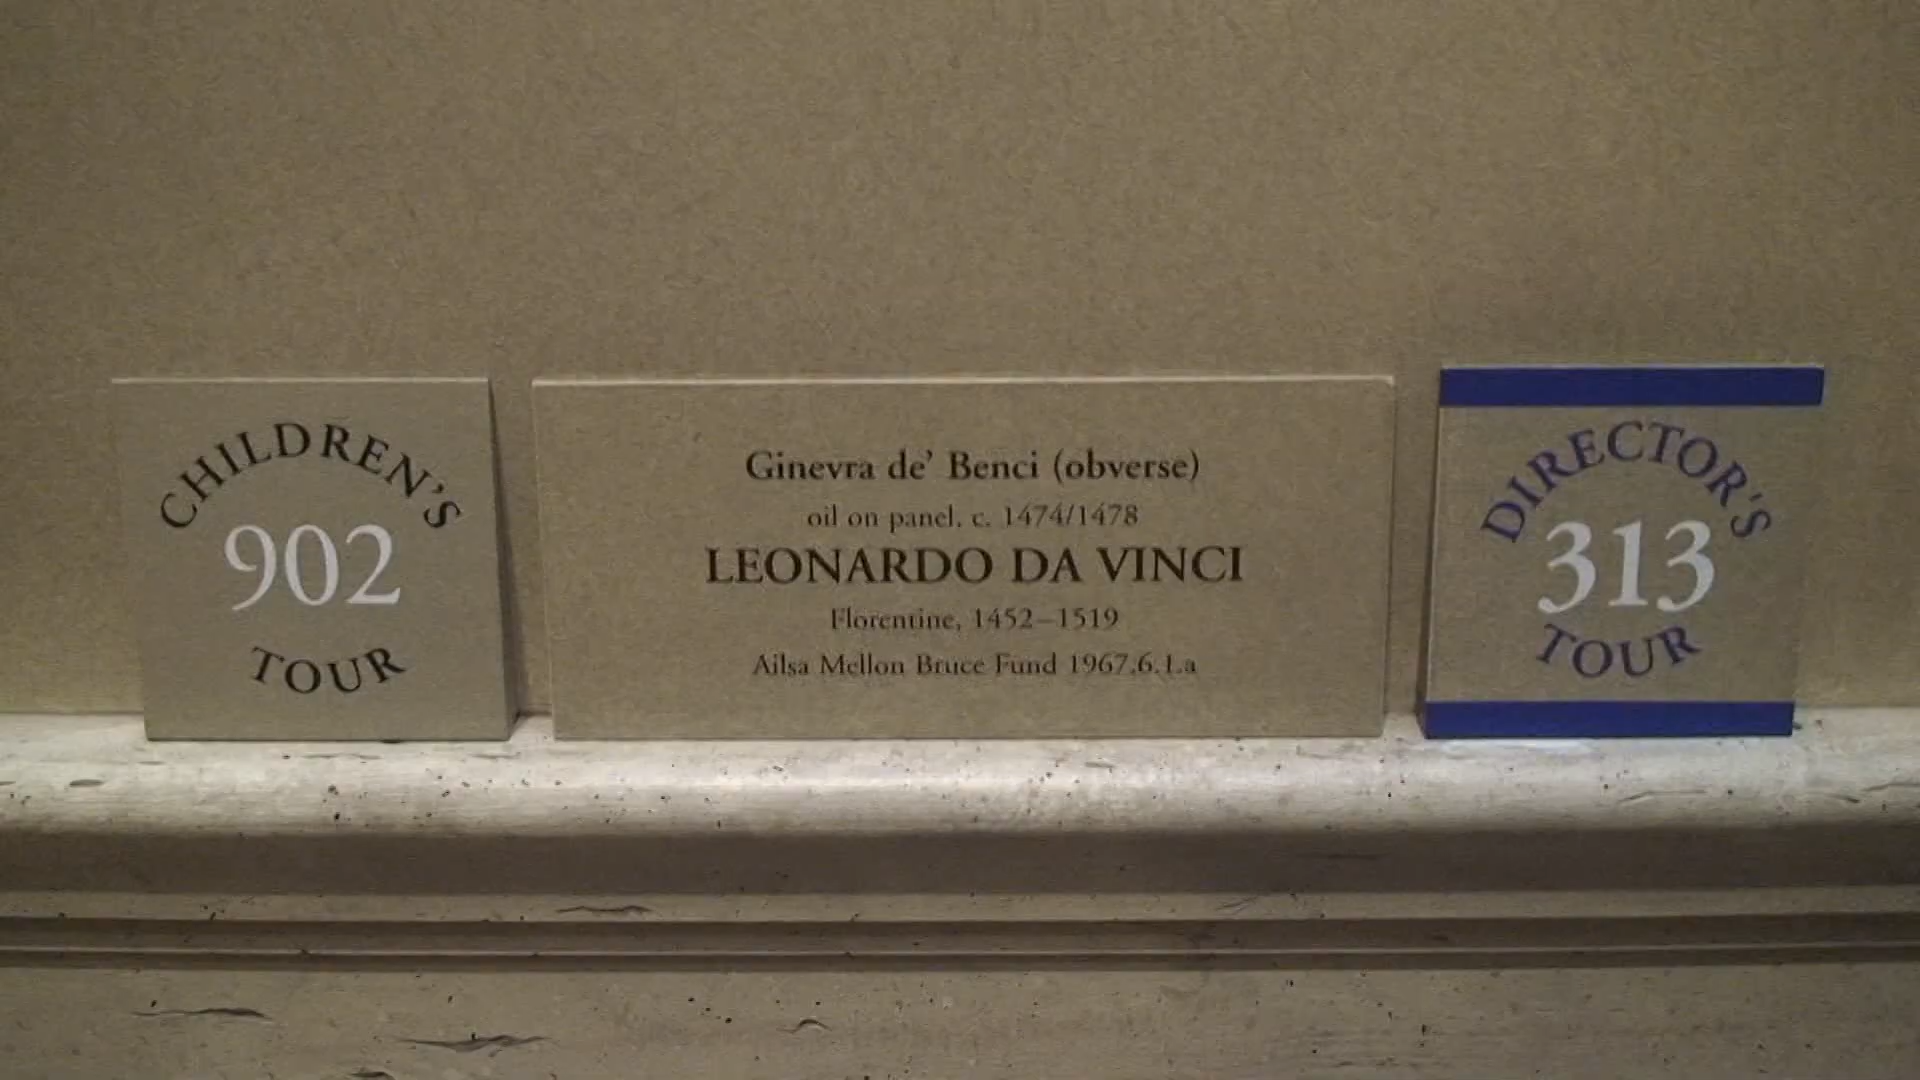 CHILDREN'S
902
TOUR
Ginevra de' Benci (obverse)
oil on panel, c. 1474/1478
LEONARDO DA VINCI
Florentine, 1452–1519
Ailsa Mellon Bruce Fund 1967.6.1.a
DIRECTOR'S
313
TOUR